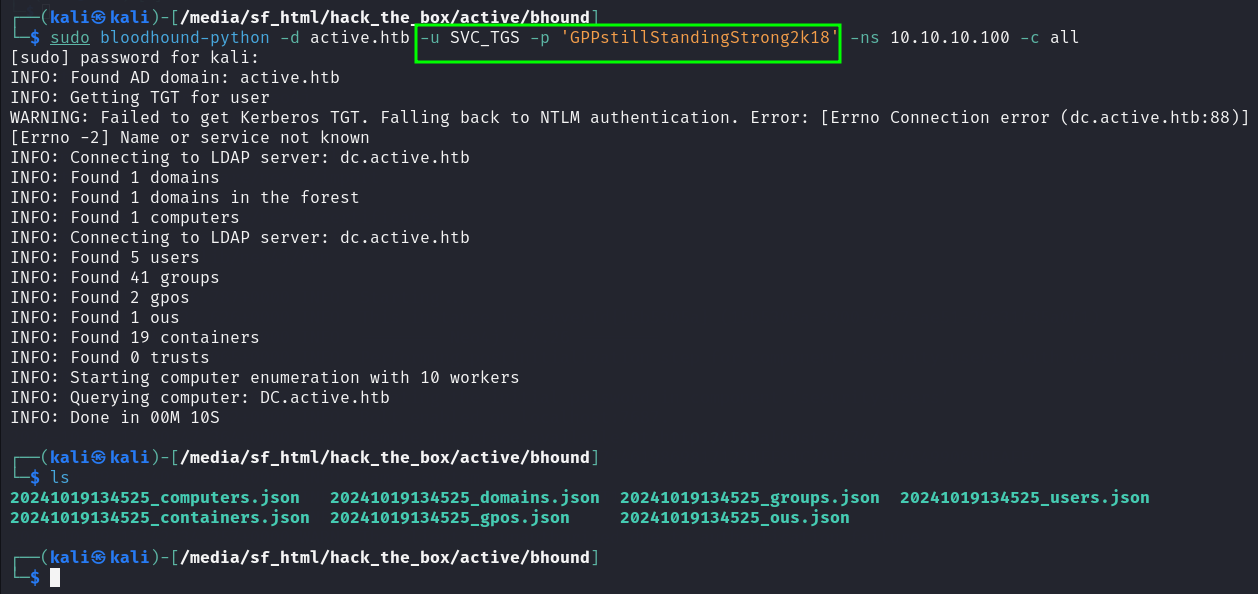 ┌──(kali㉿kali)-[/media/sf_html/hack_the_box/active/bhound]
└─$ sudo bloodhound-python -d active.htb -u SVC_TGS -p 'GPPstillStandingStrong2k18' -ns 10.10.10.100 -c all
[sudo] password for kali:
INFO: Found AD domain: active.htb
INFO: Getting TGT for user
WARNING: Failed to get Kerberos TGT. Falling back to NTLM authentication. Error: [Errno Connection error (dc.active.htb:88)]
[Errno -2] Name or service not known
INFO: Connecting to LDAP server: dc.active.htb
INFO: Found 1 domains
INFO: Found 1 domains in the forest
INFO: Found 1 computers
INFO: Connecting to LDAP server: dc.active.htb
INFO: Found 5 users
INFO: Found 41 groups
INFO: Found 2 gpos
INFO: Found 1 ous
INFO: Found 19 containers
INFO: Found 0 trusts
INFO: Starting computer enumeration with 10 workers
INFO: Querying computer: DC.active.htb
INFO: Done in 00M 10S
┌──(kali㉿kali)-[/media/sf_html/hack_the_box/active/bhound]
└─$ ls
20241019134525_computers.json 20241019134525_domains.json 20241019134525_groups.json 20241019134525_users.json
20241019134525_containers.json 20241019134525_gpos.json 20241019134525_ous.json
┌──(kali㉿kali)-[/media/sf_html/hack_the_box/active/bhound]
└─$